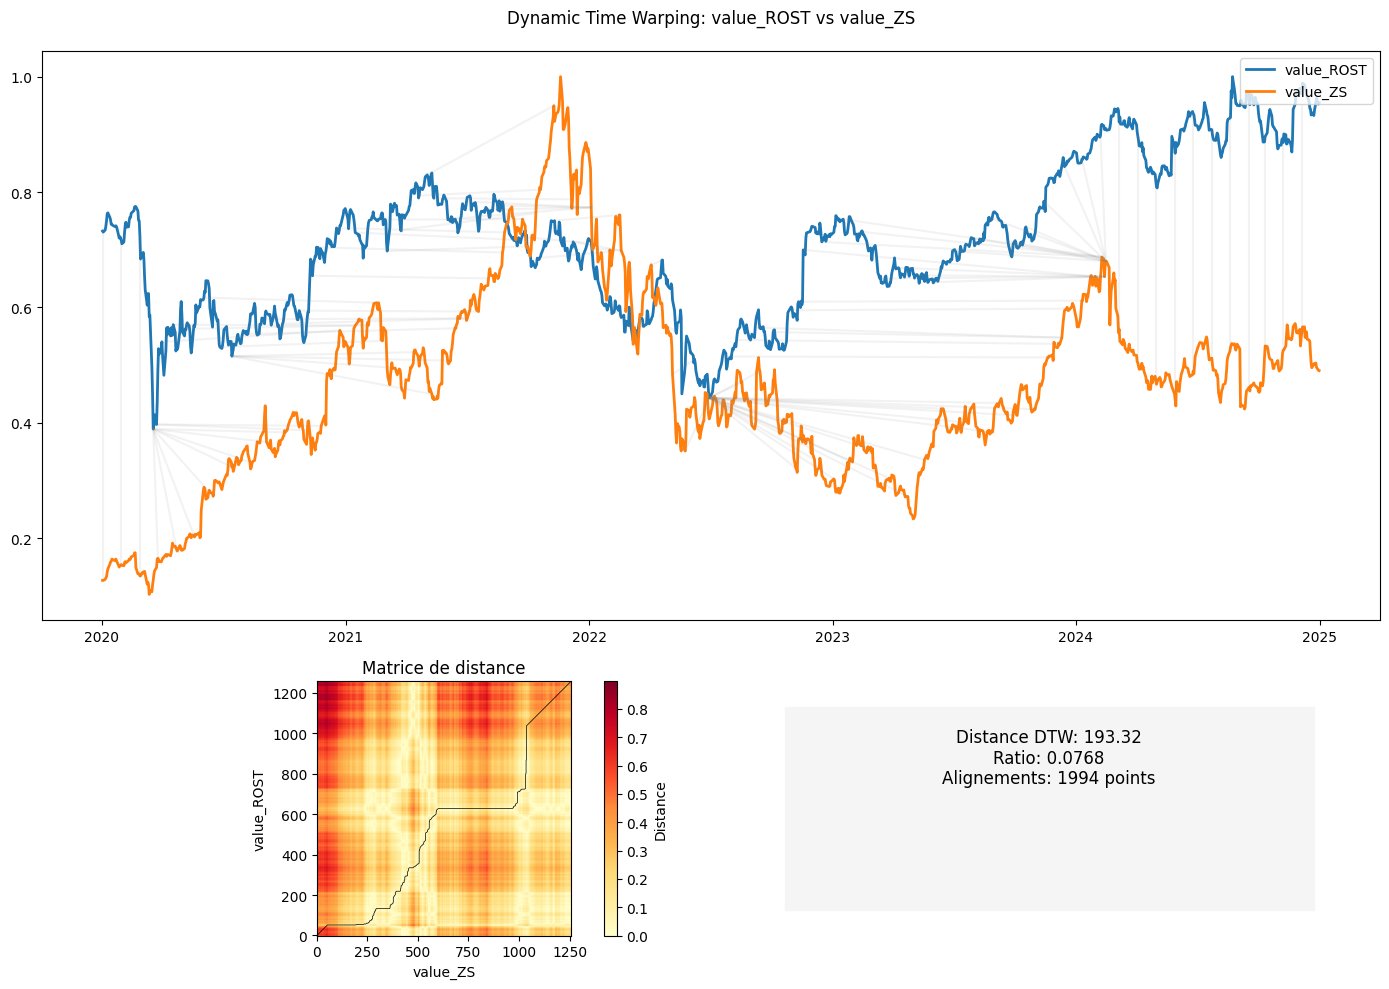 Dynamic Time Warping: value_ROST vs value_ZS
value_ROST
value_ZS
1.0
0.8
0.6
0.4
0.2
2020 2021 2022 2023 2024 2025
Matrice de distance
value_ROST
1200
1000
800
600
400
200
0
0 250 500 750 1000 1250
value_ZS
0.8
0.7
0.6
0.5
0.4
0.3
0.2
0.1
0.0
Distance
Distance DTW: 193.32
Ratio: 0.0768
Alignements: 1994 points